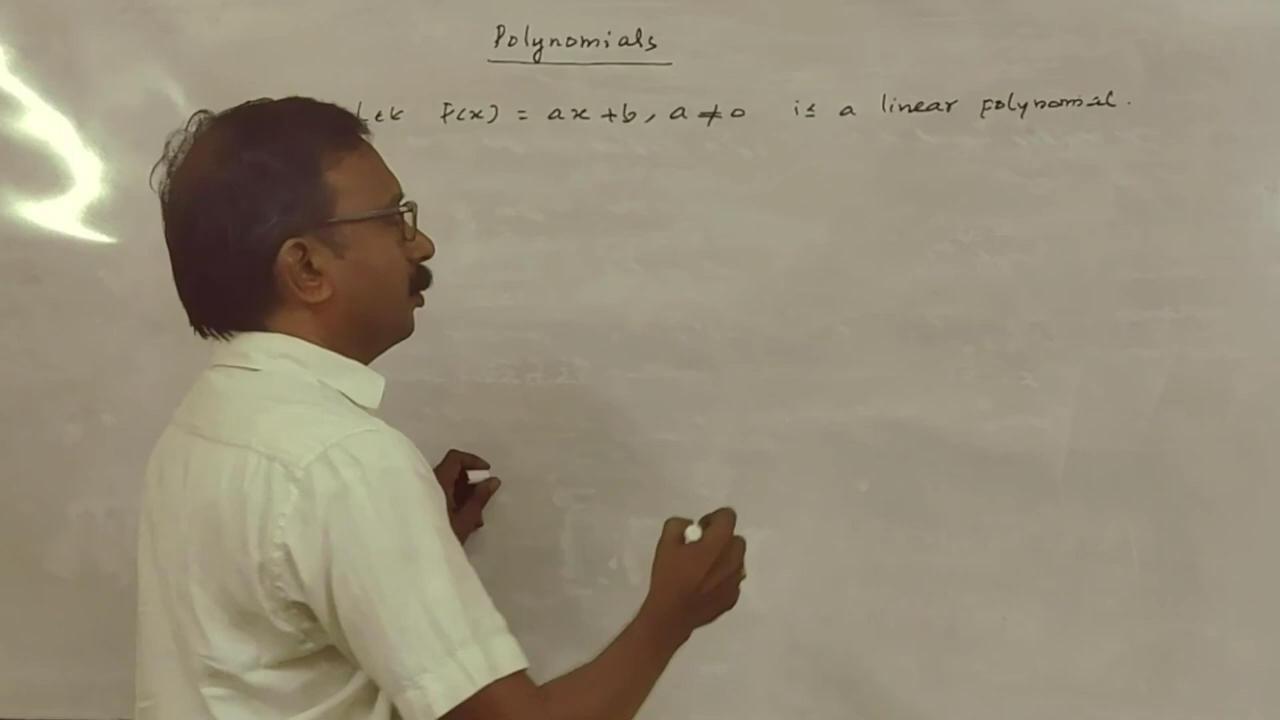 Polynomials
Let P(x) = ax + b, a ≠ 0 is a linear polynomial.